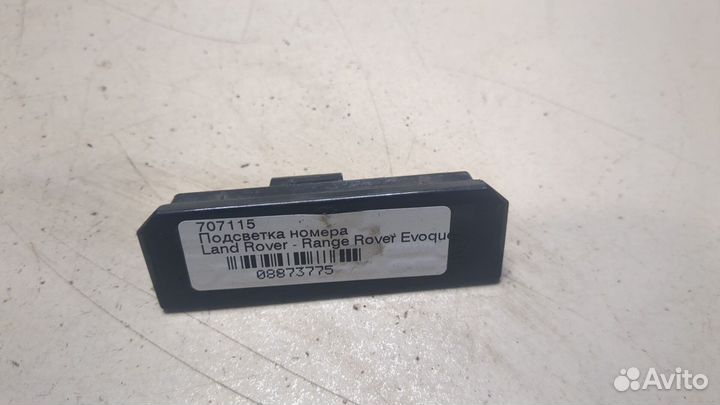 707115
Подсветка номера
Land Rover - Range Rover Evoque
08873775
Avito